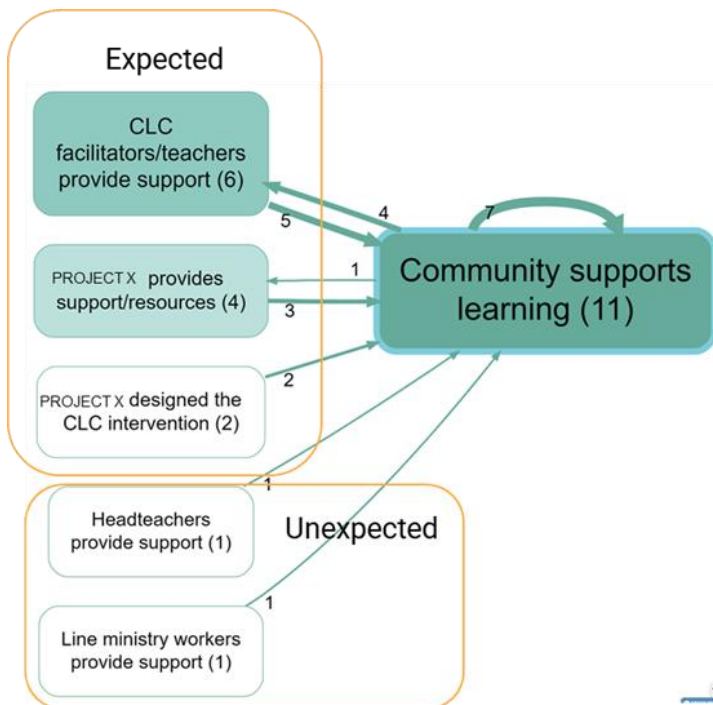 Expected
CLC
facilitators/teachers
provide support (6)
4
7
5
PROJECT X provides
support/resources (4)
1
3
Community supports
learning (11)
PROJECT X designed the
CLC intervention (2)
2
1
Headteachers
provide support (1)
Unexpected
1
Line ministry workers
provide support (1)